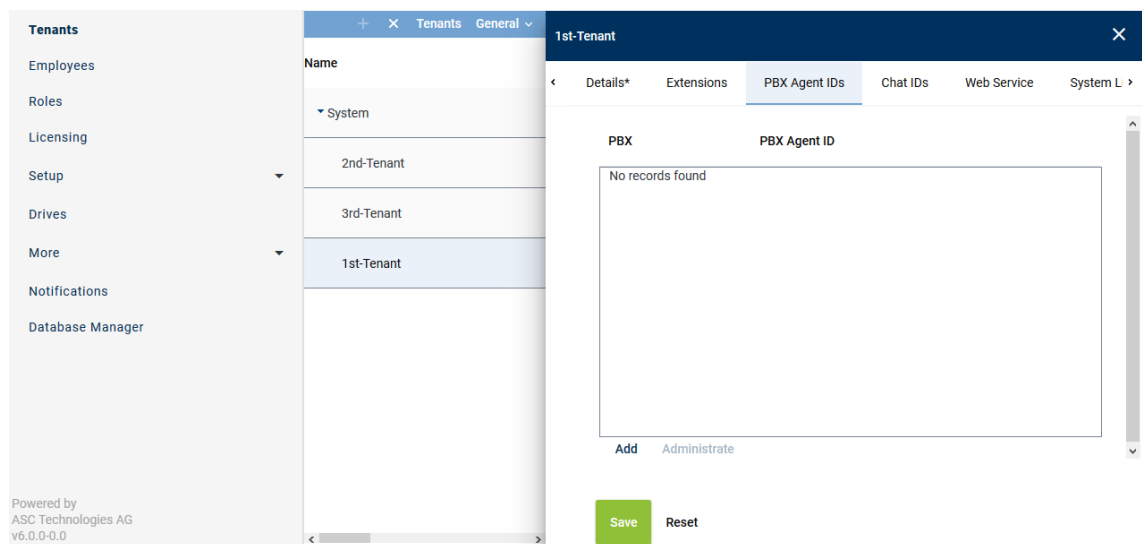 Tenants
Employees
Roles
Licensing
Setup
Drives
More
Notifications
Database Manager
Powered by
ASC Technologies AG
v6.0.0-0.0
Tenants General
Name
System
2nd-Tenant
3rd-Tenant
1st-Tenant
1st-Tenant
Details* Extensions PBX Agent IDs Chat IDs Web Service System L
PBX PBX Agent ID
No records found
Add Administrate
Save Reset